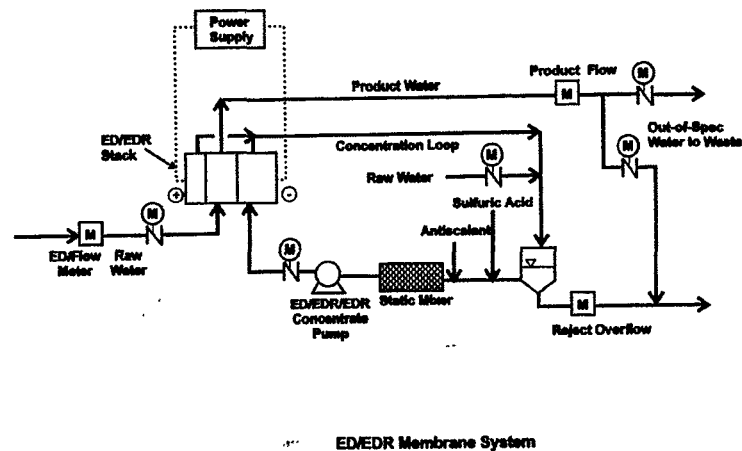 Power
Supply
Product Flow
M
Product Water
M
ED/EDR
Stack
Concentration Loop
M
Out-of-Spec
Water to Waste
M
Raw Water
+
-
Sulfuric Acid
M
M
Antiscalant
M
ED/Flow
Meter
Raw
Water
ED/EDR/EDR
Concentrate
Pump
Static Mixer
M
Reject Overflow
ED/EDR Membrane System